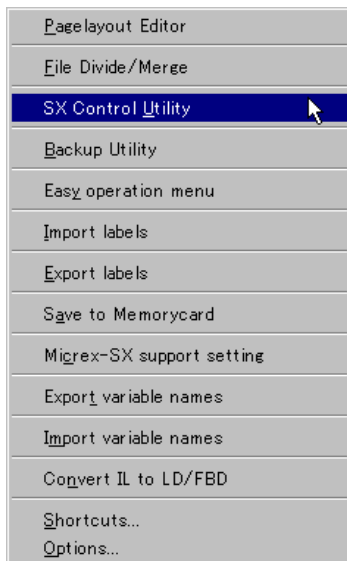 Pagelayout Editor
File Divide/Merge
SX Control Utility
Backup Utility
Easy operation menu
Import labels
Export labels
Save to Memorycard
Micrex-SX support setting
Export variable names
Import variable names
Convert IL to LD/FBD
Shortcuts...
Options...